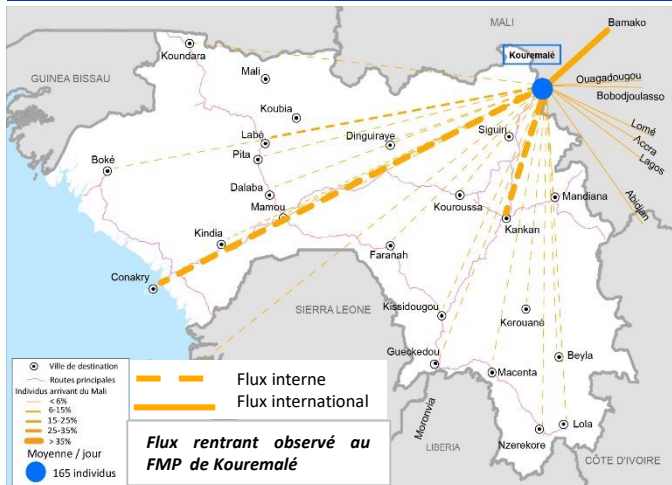 MALI
Bamako
Koundara
Kouremalé
GUINEA BISSAU
Mali
Ouagadougou
Bobodjoulasso
Koubia
Lomé
Accra
Lagos
Siguiri
Labé
Dinguiraye
Pita
Boké
Dalaba
Mamou
Kouroussa
Mandiana
Abidjan
Kankan
Kindia
Faranah
Conakry
SIERRA LEONE
Kissidougou
Kerouané
Gueckedou
Macenta
Beyla
Moronvia
LIBERIA
Nzerekore
Lola
CÔTE D'IVOIRE
Ville de destination
Routes principales
Individus arrivant du Mali
< 6%
6-15%
15-25%
25-35%
> 35%
Moyenne / jour
165 individus
Flux interne
Flux international
Flux rentrant observé au
FMP de Kouremalé